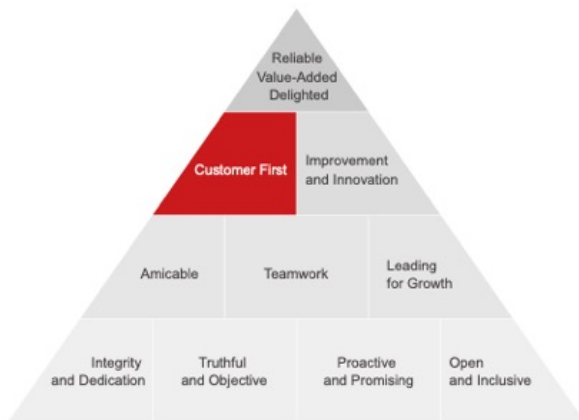 Reliable
Value-Added
Delighted
Customer First
Improvement
and Innovation
Amicable
Teamwork
Leading
for Growth
Integrity
and Dedication
Truthful
and Objective
Proactive
and Promising
Open
and Inclusive